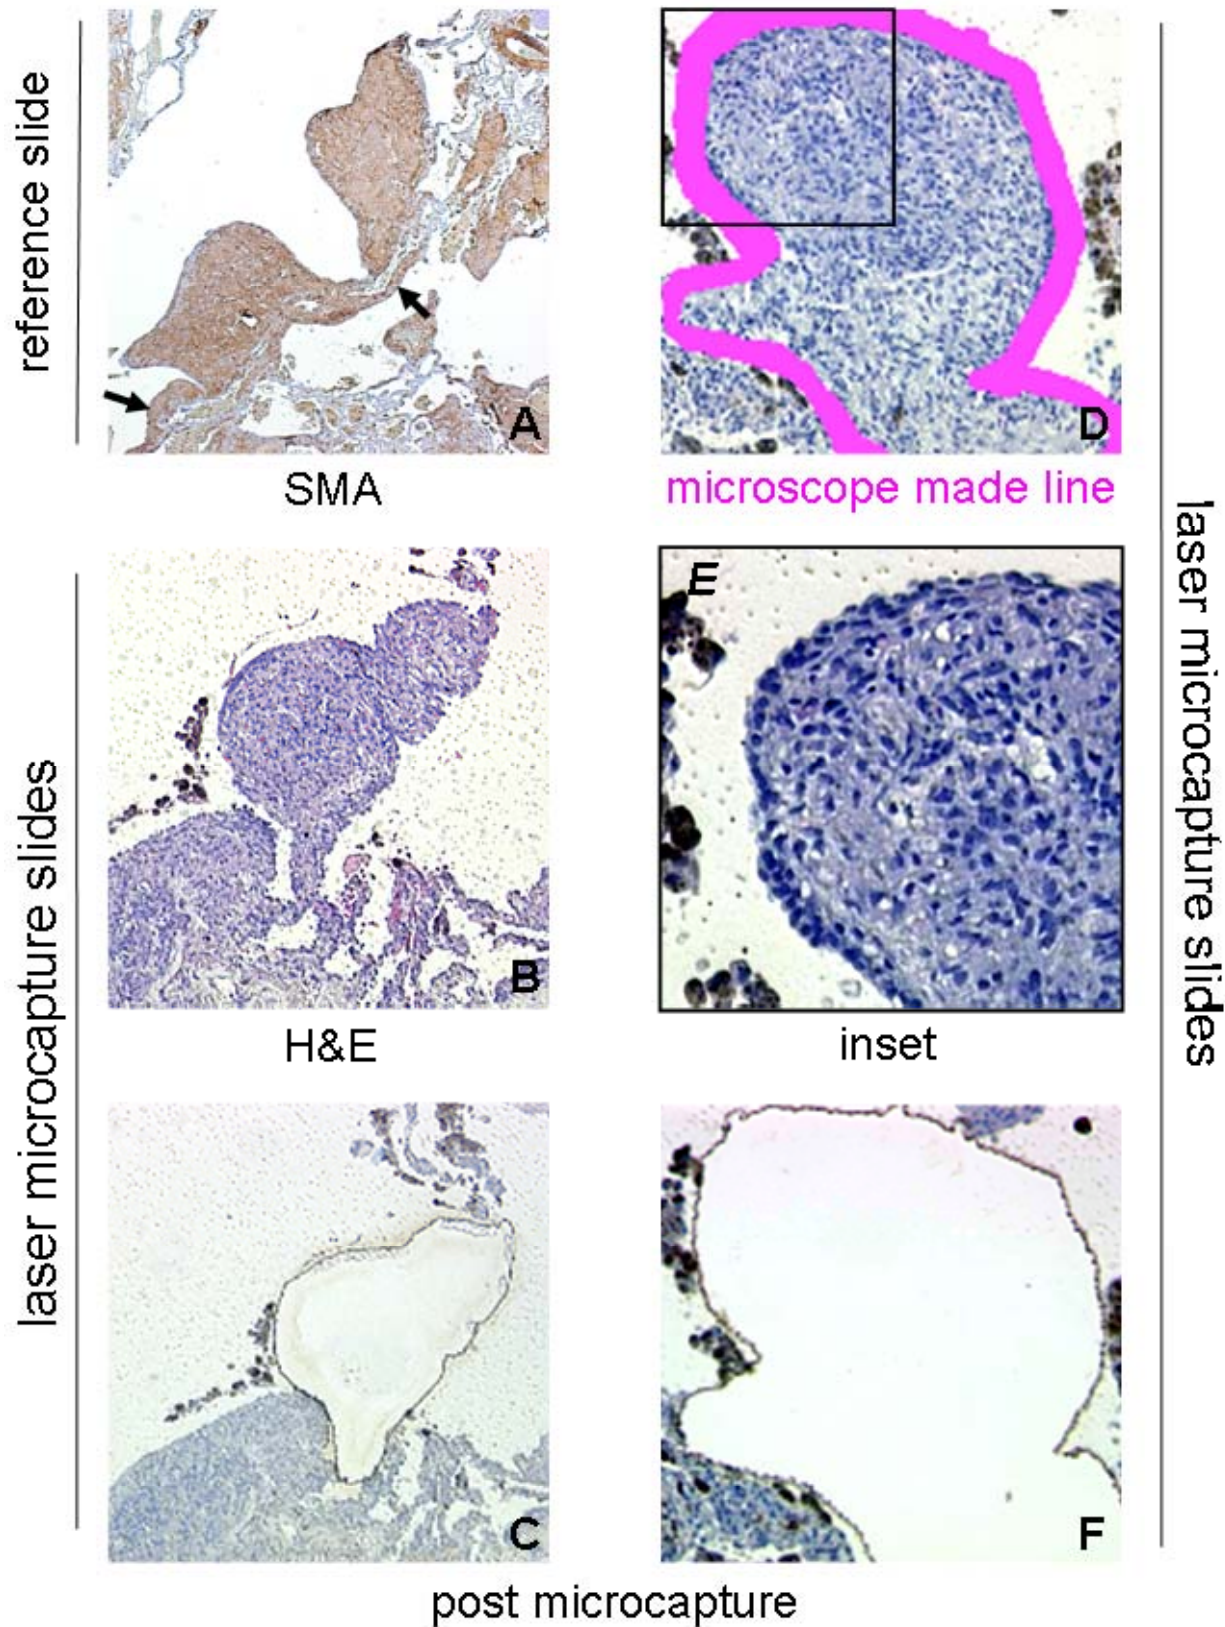 reference slide
A
SMA
D
microscope made line
laser microcapture slides
B
H&E
E
inset
laser microcapture slides
C
F
post microcapture